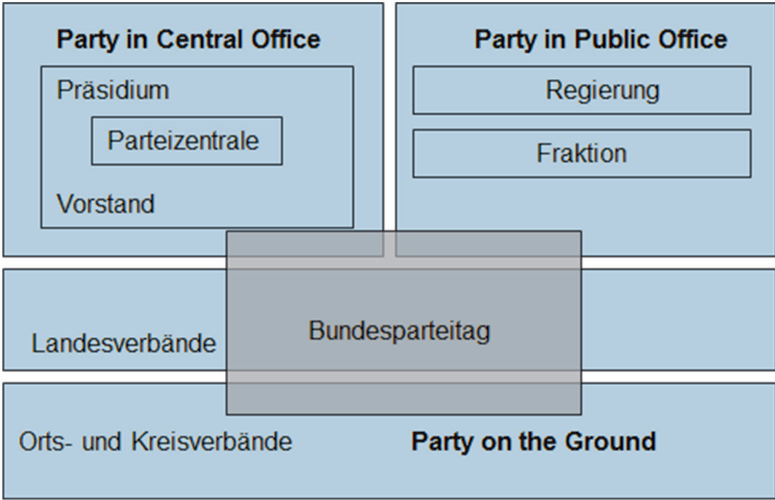 Party in Central Office
Präsidium
Parteizentrale
Vorstand
Party in Public Office
Regierung
Fraktion
Landesverbände
Bundesparteitag
Orts- und Kreisverbände
Party on the Ground